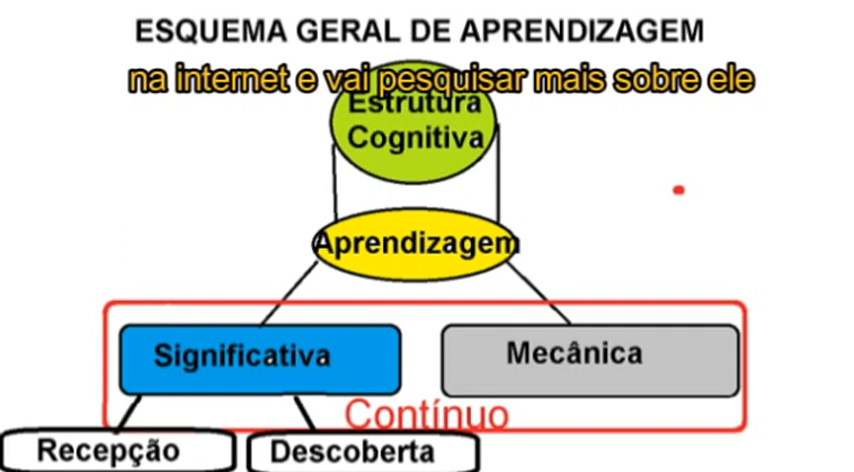 ESQUEMA GERAL DE APRENDIZAGEM
na internet e vai pesquisar mais sobre ele
Estrutura
Cognitiva
Aprendizagem
Significativa
Mecânica
Contínuo
Recepção
Descoberta